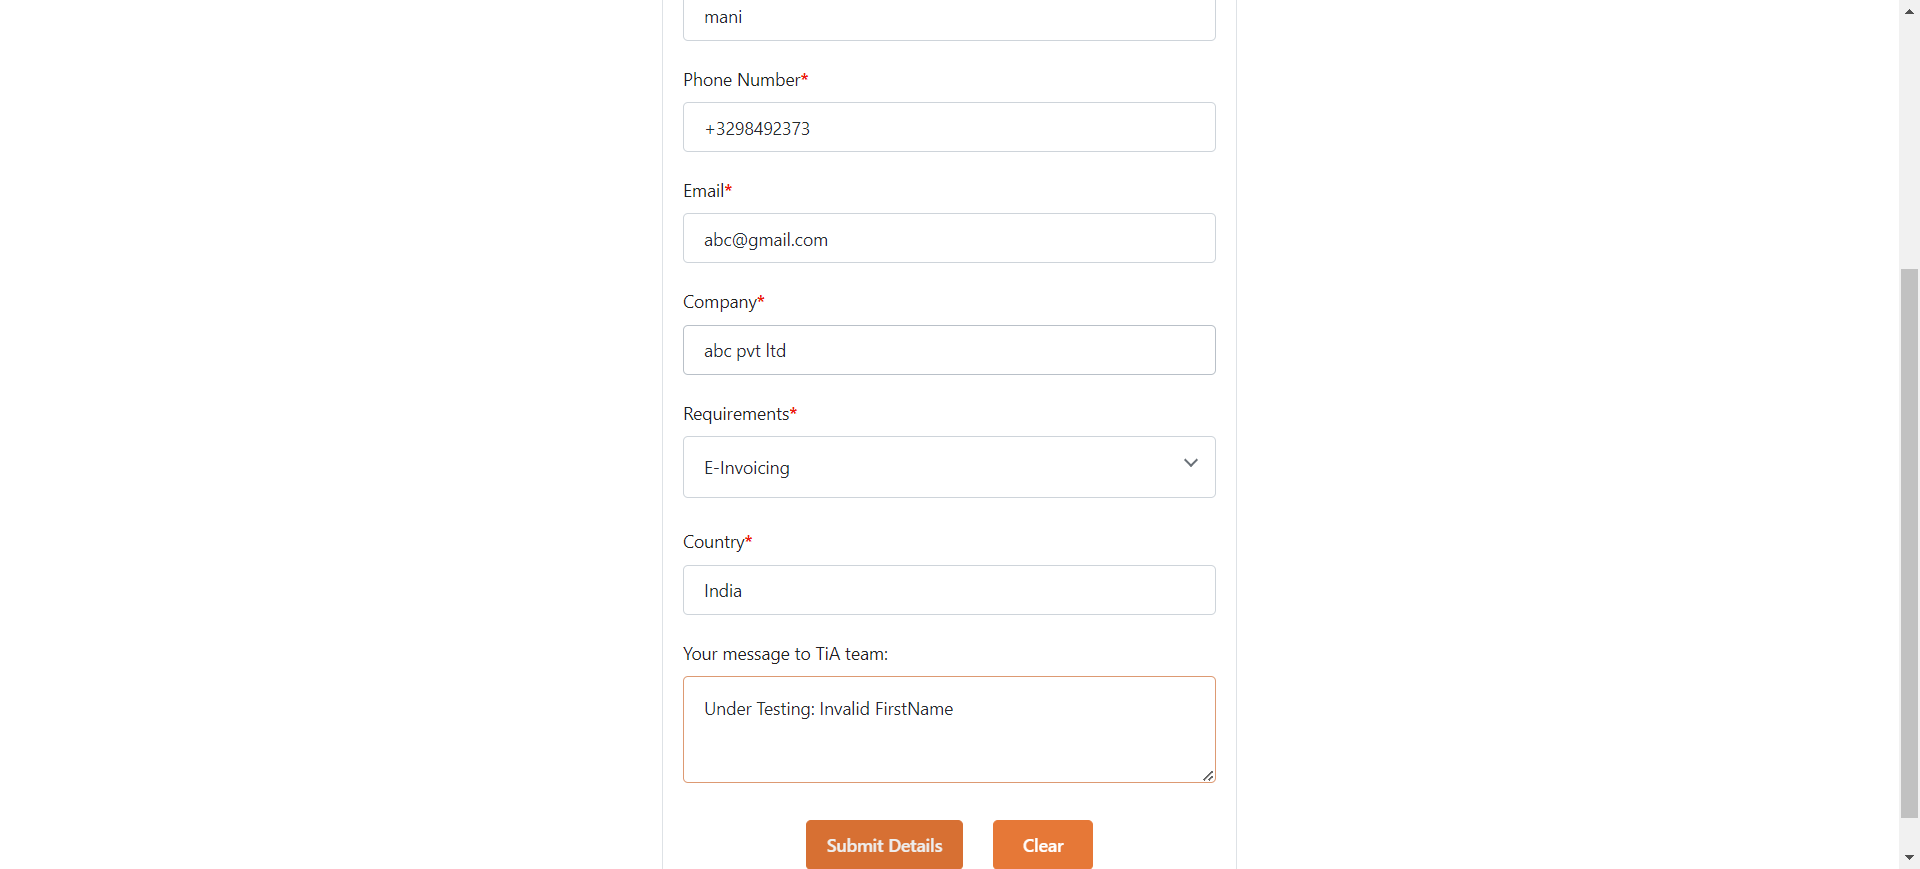 mani
Phone Number*
+3298492373
Email*
abc@gmail.com
Company*
abc pvt ltd
Requirements*
E-Invoicing
Country*
India
Your message to TiA team:
Under Testing: Invalid FirstName
Submit Details
Clear